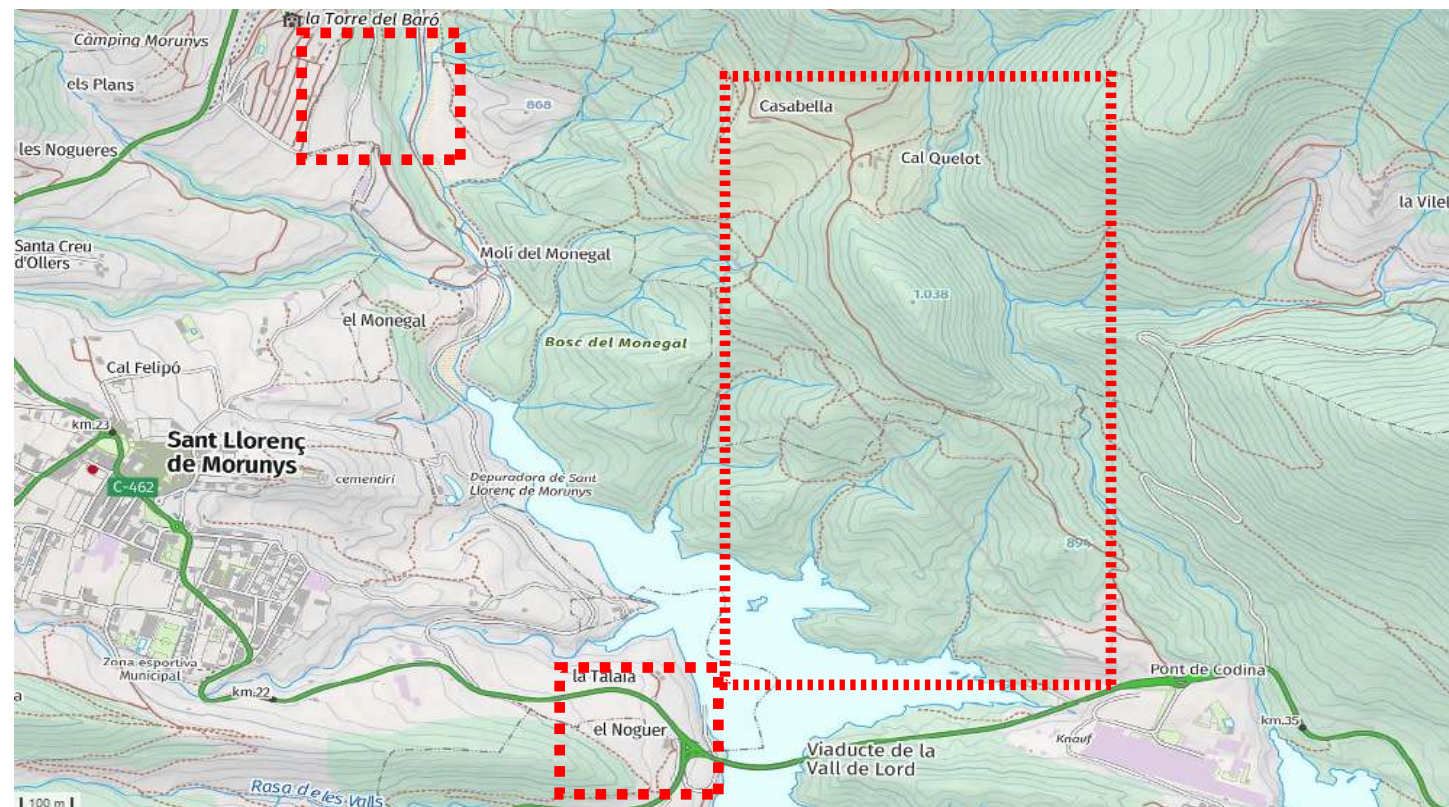 la Torre del Baró
Càmping Morunys
els Plans
868
Casabella
les Nogueres
Cal Quelot
la Vilel
Santa Creu
d'Ollers
Molí del Monegal
1.038
el Monegal
Bosc del Monegal
Cal Felipó
km.23
Sant Llorenç
de Morunys
C-462
cementiri
Depuradora de Sant
Llorenç de Morunys
894
Zona esportiva
Municipal
km.22
la Talaia
Pont de Codina
el Noguer
Viaducte de la
Vall de Lord
Knauf
km.35
Rasa de les Valls
100 m